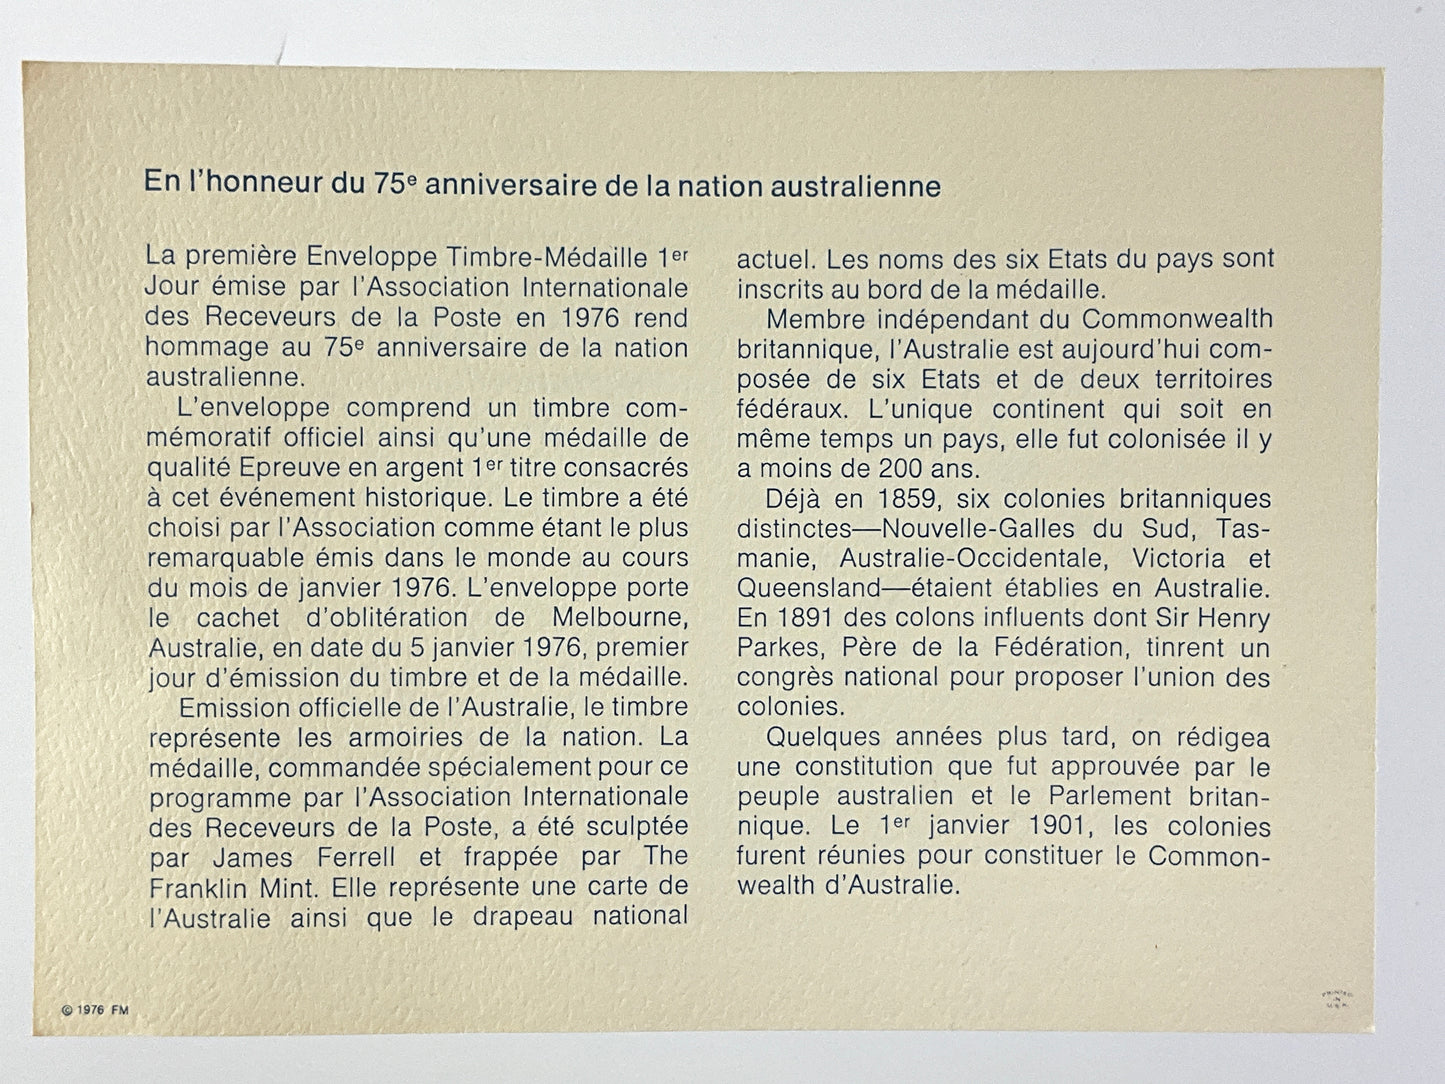 En l'honneur du 75e anniversaire de la nation australienne
La première Enveloppe Timbre-Médaille 1er
Jour émise par l'Association Internationale
des Receveurs de la Poste en 1976 rend
hommage au 75e anniversaire de la nation
australienne.
L'enveloppe comprend un timbre com-
mémoratif officiel ainsi qu'une médaille de
qualité Epreuve en argent 1er titre consacrés
à cet événement historique. Le timbre a été
choisi par l'Association comme étant le plus
remarquable émis dans le monde au cours
du mois de janvier 1976. L'enveloppe porte
le cachet d'oblitération de Melbourne,
Australie, en date du 5 janvier 1976, premier
jour d'émission du timbre et de la médaille.
Emission officielle de l'Australie, le timbre
représente les armoiries de la nation. La
médaille, commandée spécialement pour ce
programme par l'Association Internationale
des Receveurs de la Poste, a été sculptée
par James Ferrell et frappée par The
Franklin Mint. Elle représente une carte de
l'Australie ainsi que le drapeau national
actuel. Les noms des six Etats du pays sont
inscrits au bord de la médaille.
Membre indépendant du Commonwealth
britannique, l'Australie est aujourd'hui com-
posée de six Etats et de deux territoires
fédéraux. L'unique continent qui soit en
même temps un pays, elle fut colonisée il y
a moins de 200 ans.
Déjà en 1859, six colonies britanniques
distinctes—Nouvelle-Galles du Sud, Tas-
manie, Australie-Occidentale, Victoria et
Queensland—étaient établies en Australie.
En 1891 des colons influents dont Sir Henry
Parkes, Père de la Fédération, tinrent un
congrès national pour proposer l'union des
colonies.
Quelques années plus tard, on rédigea
une constitution que fut approuvée par le
peuple australien et le Parlement britan-
nique. Le 1er janvier 1901, les colonies
furent réunies pour constituer le Common-
wealth d'Australie.
© 1976 FM
PRINTED
IN
U.S.A.